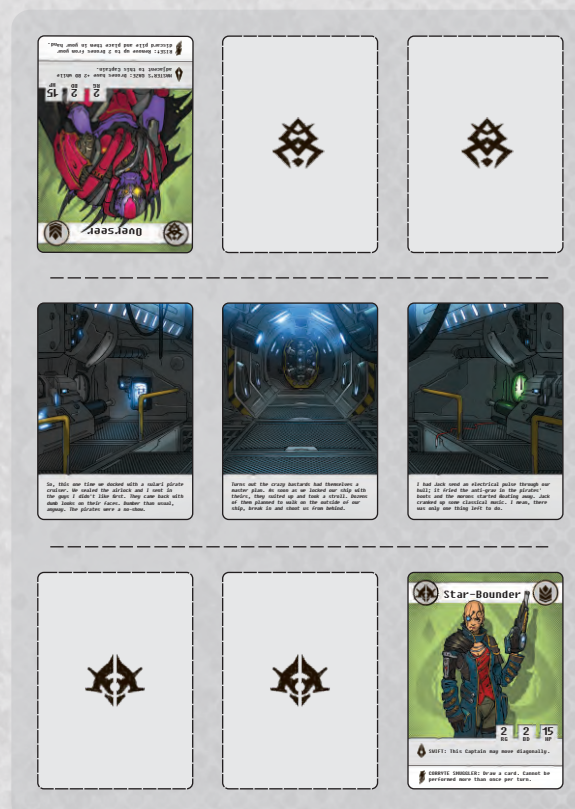 Overseer
2 RG 2 DD 15 HP
MASTER'S GAZE: Drones have +2 DD while
adjacent to this Captain.
RESET: Remove up to 2 Drones from your
discard pile and place them in your hand.
So, this one time we docked with a solari pirate
cruiser. We sealed the airlock and I sent in
the guys I didn't like first. They came back with
dumb looks on their faces. Dumber than usual,
anyway. The pirates were a no-show.
Turns out the crazy bastards had themselves a
master plan. As soon as we locked our ship with
theirs, they suited up and took a stroll. Dozens
of them planned to walk on the outside of our
ship, break in and shoot us from behind.
I had Jack send an electrical pulse through our
hull; it fried the anti-grav in the pirates'
boots and the morons started floating away. Jack
cranked up some classical music. I mean, there
was only one thing left to do.
Star-Bounder
2 RG 2 DD 15 HP
SWIFT: This Captain may move diagonally.
CARRYTE SMUGGLER: Draw a card. Cannot be
performed more than once per turn.